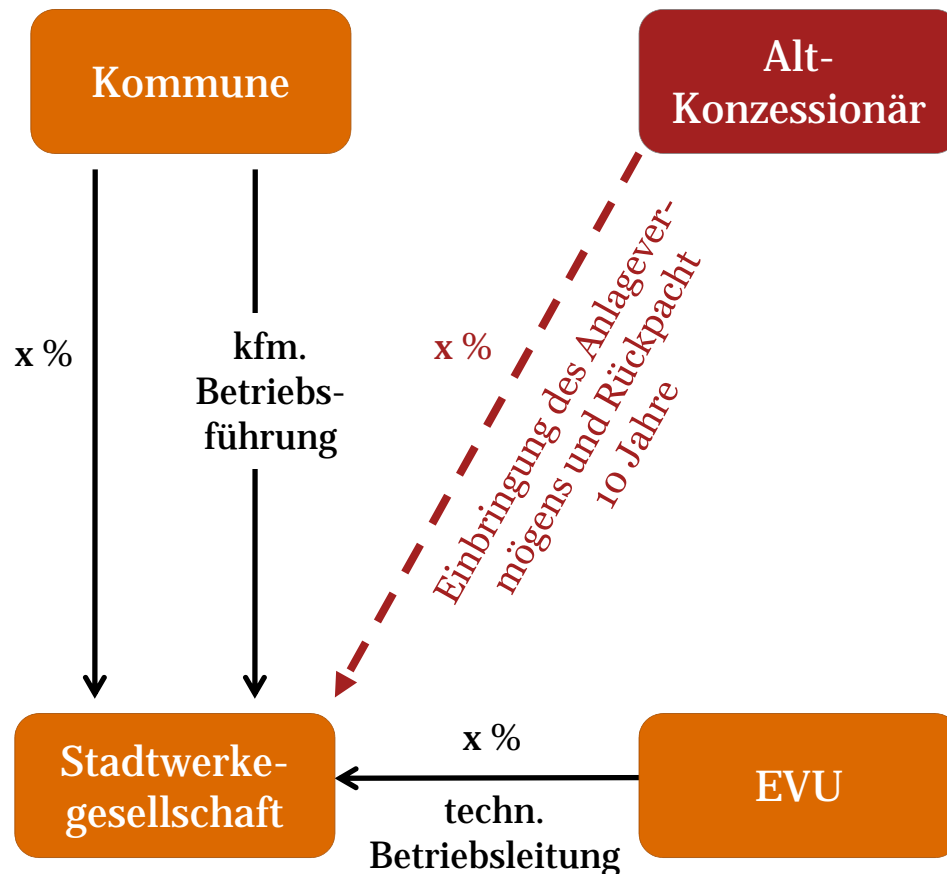 Kommune
Alt-
Konzessionär
x %
kfm.
Betriebs-
führung
x %
Einbringung des Anlagever-
mögens und Rückpacht
10 Jahre
Stadtwerke-
gesellschaft
x %
techn.
Betriebsleitung
EVU